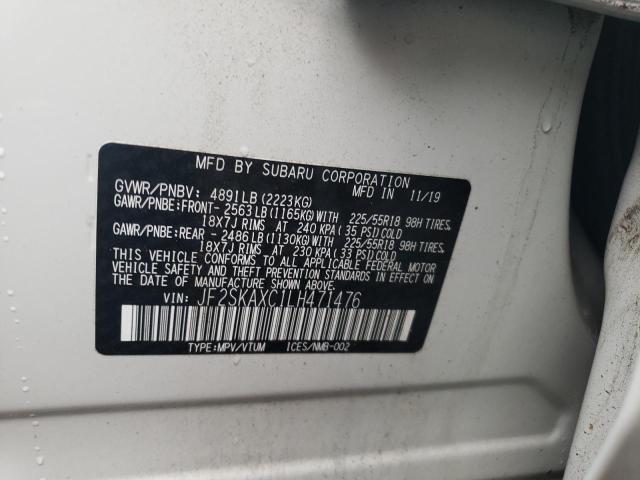 MFD BY SUBARU CORPORATION
GVWR/PNBV: 4891LB (2223KG) MFD IN 11/19
GAWR/PNBE:FRONT-2563LB(1165KG)WITH 225/55R18 98H TIRES,
18X7J RIMS AT 240 KPA(35 PSI)COLD
GAWR/PNBE:REAR -2486LB(1130KG)WITH 225/55R18 98H TIRES,
18X7J RIMS AT 230 KPA(33 PSI)COLD
THIS VEHICLE CONFORMS TO ALL APPLICABLE FEDERAL MOTOR
VEHICLE SAFETY AND THEFT PREVENTION STANDARDS IN EFFECT
ON THE DATE OF MANUFACTURE SHOWN ABOVE.
VIN: JF2SKAXC1LH471476
TYPE:MPV/VTUM ICES/NMB-002